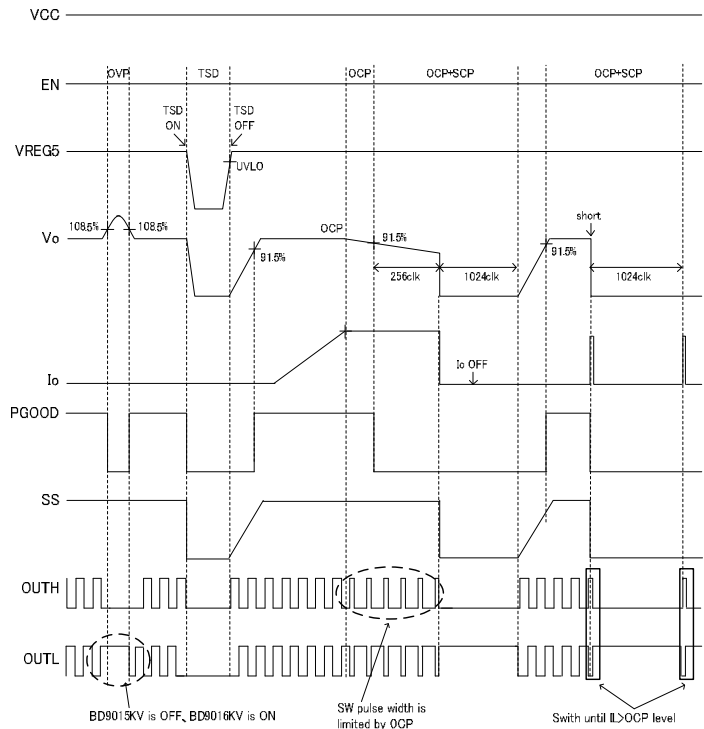 VCC
OVP TSD OCP OCP+SCP OCP+SCP
EN
TSD ON TSD OFF
VREG5
UVLO
short
108.5% 108.5% OCP 91.5%
Vo
91.5% 91.5%
256clk 1024clk 1024clk
Io OFF
Io
PGOOD
SS
OUTH
OUTL
BD9015KV is OFF、BD9016KV is ON
SW pulse width is
limited by OCP
Swith until IL>OCP level